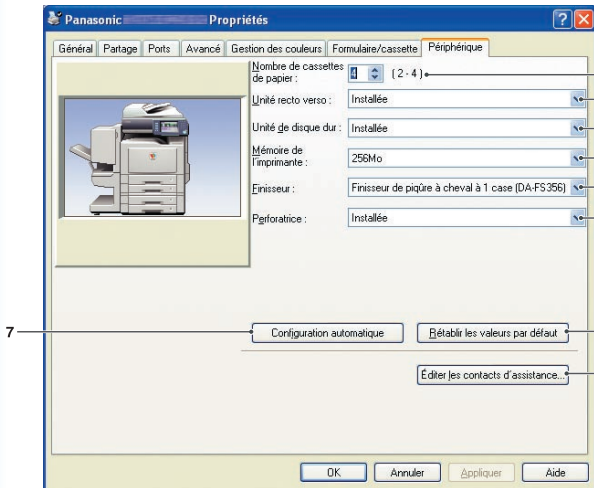 Panasonic Propriétés
Général Partage Ports Avancé Gestion des couleurs Formulaire/cassette Périphérique
Nombre de cassettes de papier : 4 ( 2 - 4 )
Unité recto verso : Installée
Unité de disque dur : Installée
Mémoire de l'imprimante : 256Mo
Finisseur : Finisseur de piqûre à cheval à 1 case (DA-FS356)
Perforatrice : Installée
7
Configuration automatique Rétablir les valeurs par défaut
Éditer les contacts d'assistance...
OK Annuler Appliquer Aide